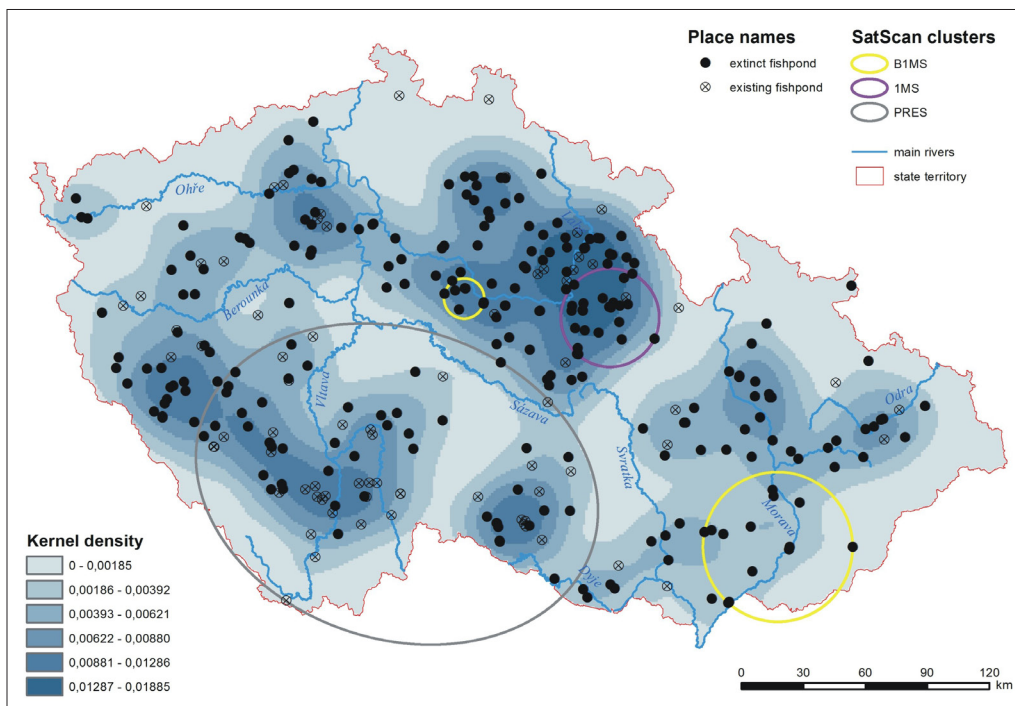 Place names
extinct fishpond
existing fishpond
SatScan clusters
B1MS
1MS
PRES
main rivers
state territory
Ohře
Berounka
Vltava
Sázava
Svratka
Dyje
Morava
Odra
Kernel density
0 - 0,00185
0,00186 - 0,00392
0,00393 - 0,00621
0,00622 - 0,00880
0,00881 - 0,01286
0,01287 - 0,01885
0 30 60 90 120
km